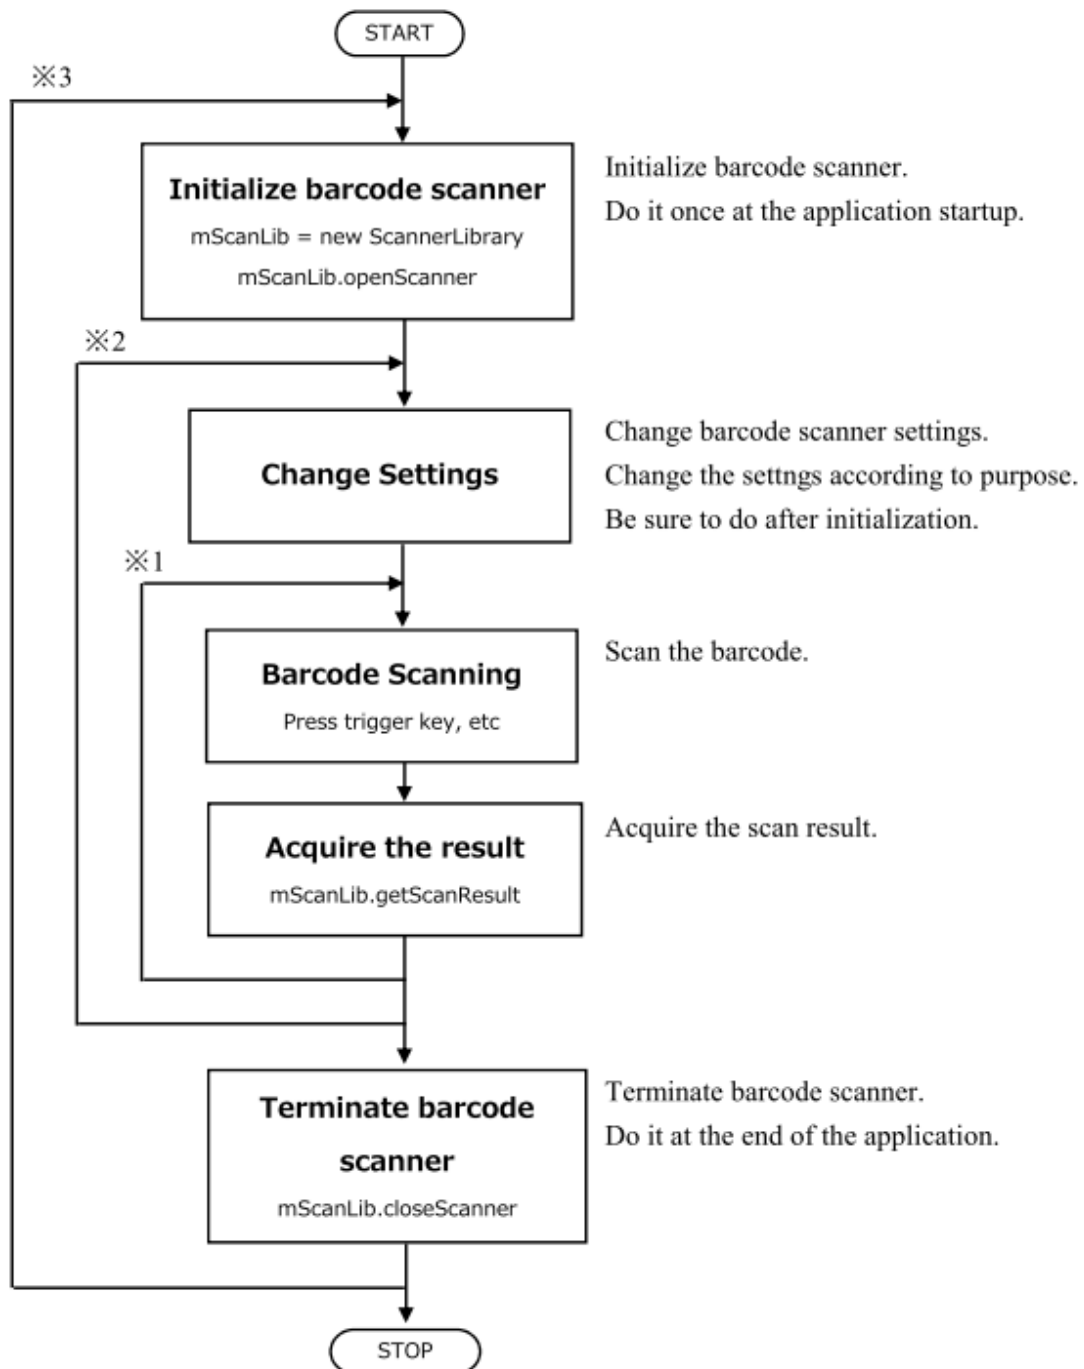 START
※3
Initialize barcode scanner
mScanLib = new ScannerLibrary
mScanLib.openScanner
Initialize barcode scanner.
Do it once at the application startup.
※2
Change Settings
Change barcode scanner settings.
Change the settngs according to purpose.
Be sure to do after initialization.
※1
Barcode Scanning
Press trigger key, etc
Scan the barcode.
Acquire the result
mScanLib.getScanResult
Acquire the scan result.
Terminate barcode
scanner
mScanLib.closeScanner
Terminate barcode scanner.
Do it at the end of the application.
STOP